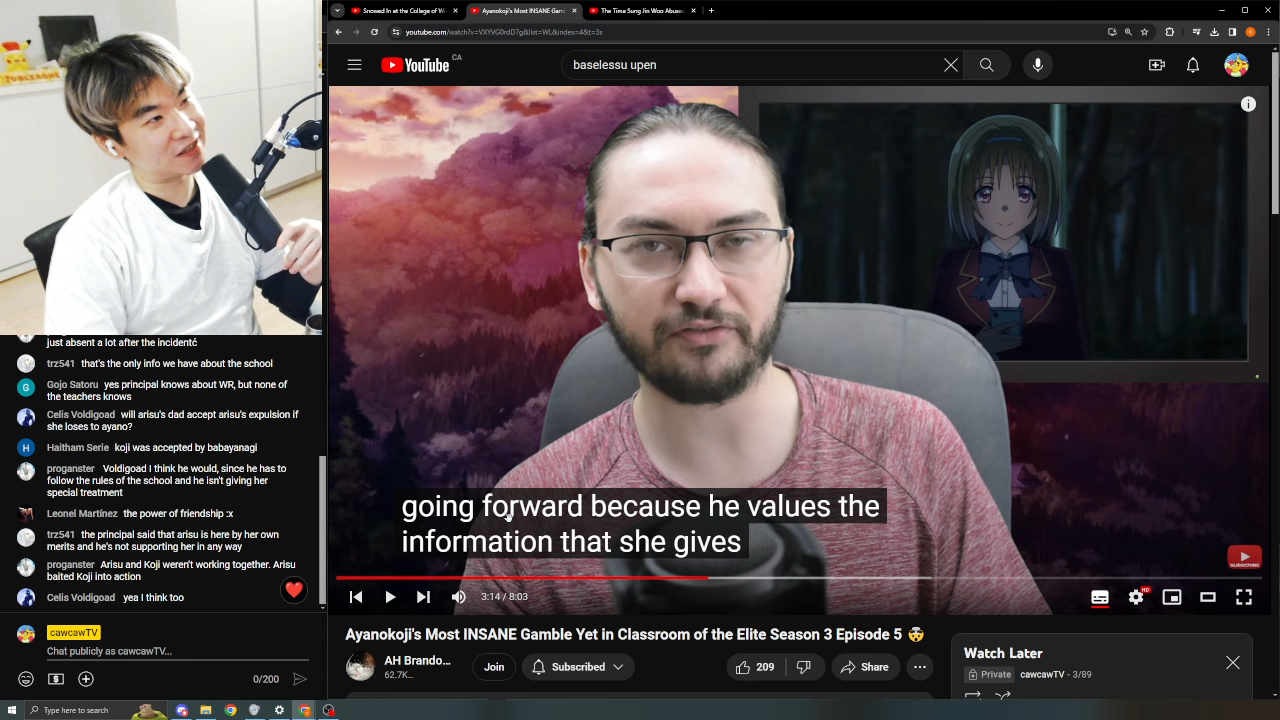 Snowed In at the College of W
Ayanokoji's Most INSANE Gamb
The Time Sung Jin Woo Abused
youtube.com/watch?v=VXYVG0rdD7g&list=WL&index=4&t=3s
YouTube CA
baselessu upen
TOBLERONE
going forward because he values the
information that she gives
SUBSCRIBE
3:14 / 8:03
HD
Ayanokoji's Most INSANE Gamble Yet in Classroom of the Elite Season 3 Episode 5 🤯
AH Brando...
62.7K...
Join
Subscribed
209
Share
Watch Later
Private cawcawTV - 3/89
just absent a lot after the incidentć
trz541 that's the only info we have about the school
G
Gojo Satoru yes principal knows about WR, but none of
the teachers knows
Celis Voldigoad will arisu's dad accept arisu's expulsion if
she loses to ayano?
H
Haitham Serie koji was accepted by babayanagi
proganster Voldigoad I think he would, since he has to
follow the rules of the school and he isn't giving her
special treatment
Leonel Martínez the power of friendship :x
trz541 the principal said that arisu is here by her own
merits and he's not supporting her in any way
proganster Arisu and Koji weren't working together. Arisu
baited Koji into action
Celis Voldigoad yea I think too
cawcawTV
Chat publicly as cawcawTV...
0/200
Type here to search